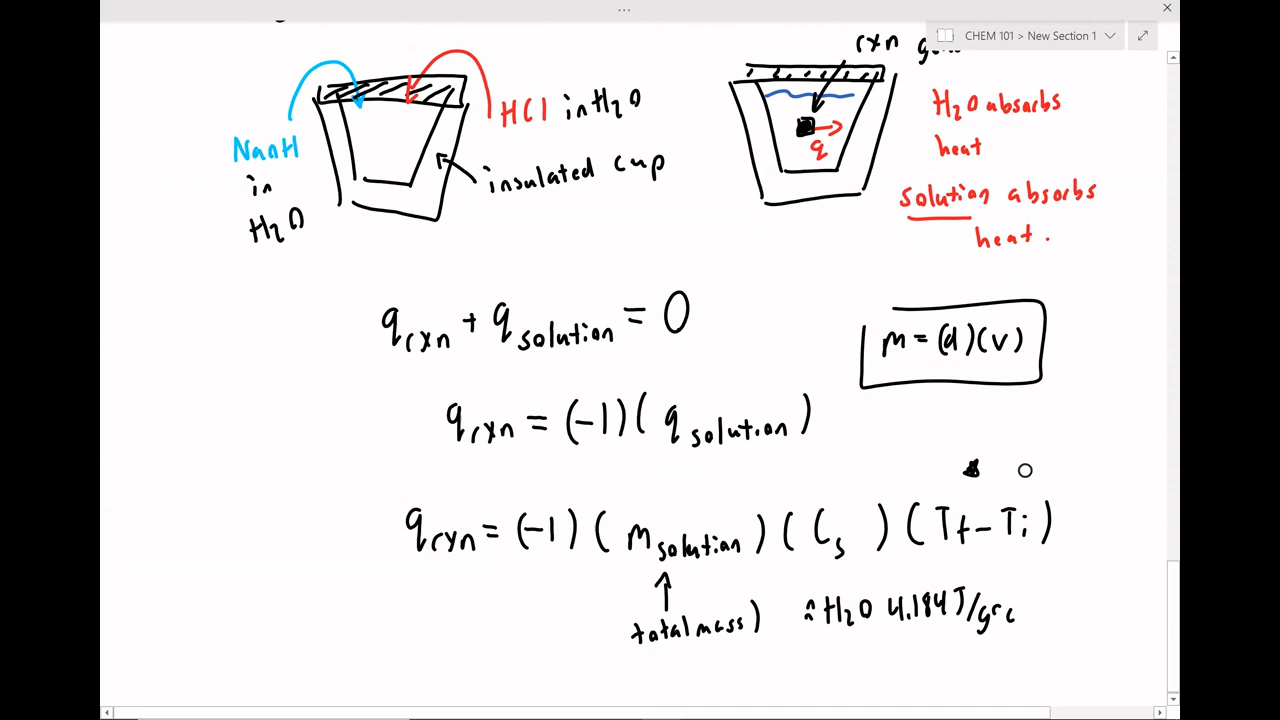 CHEM 101 > New Section 1
rxn
NanH
in
H2O
HCl in H2O
insulated cup
q
H2O absorbs
heat
solution absorbs
heat.
qrxn + qsolution = 0
m = (d)(v)
qrxn = (-1)(qsolution)
qrxn = (-1)(msolution)(Cs)(Tf - Ti)
total mass)
≈ H2O 4.184 J/g°C